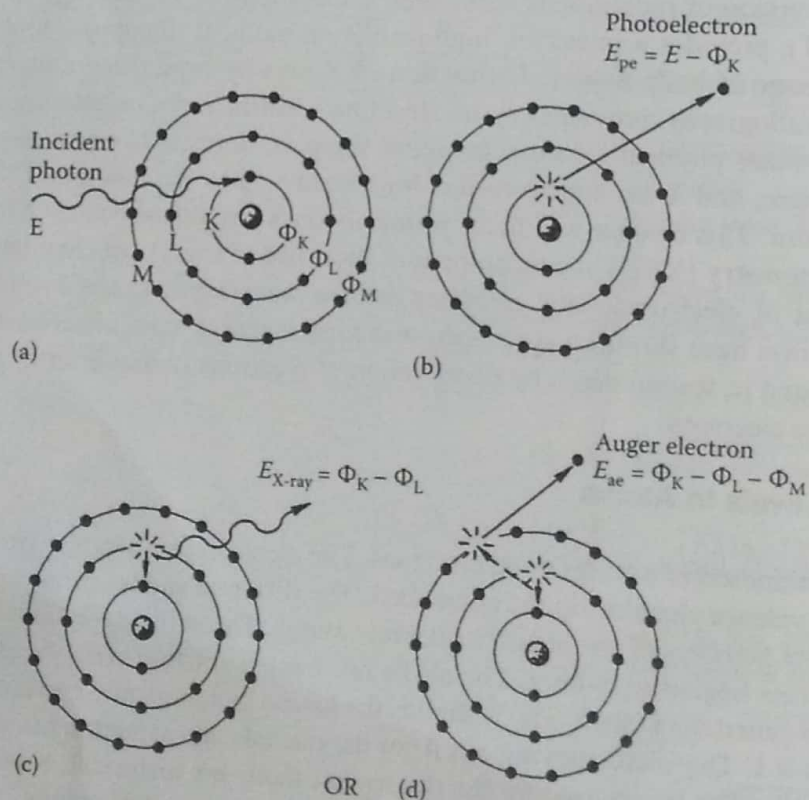 Photoelectron
E_pe = E − Φ_K
Incident
photon
E
K
L
M
Φ_K
Φ_L
Φ_M
(a)
(b)
E_X-ray = Φ_K − Φ_L
Auger electron
E_ae = Φ_K − Φ_L − Φ_M
(c)
OR
(d)